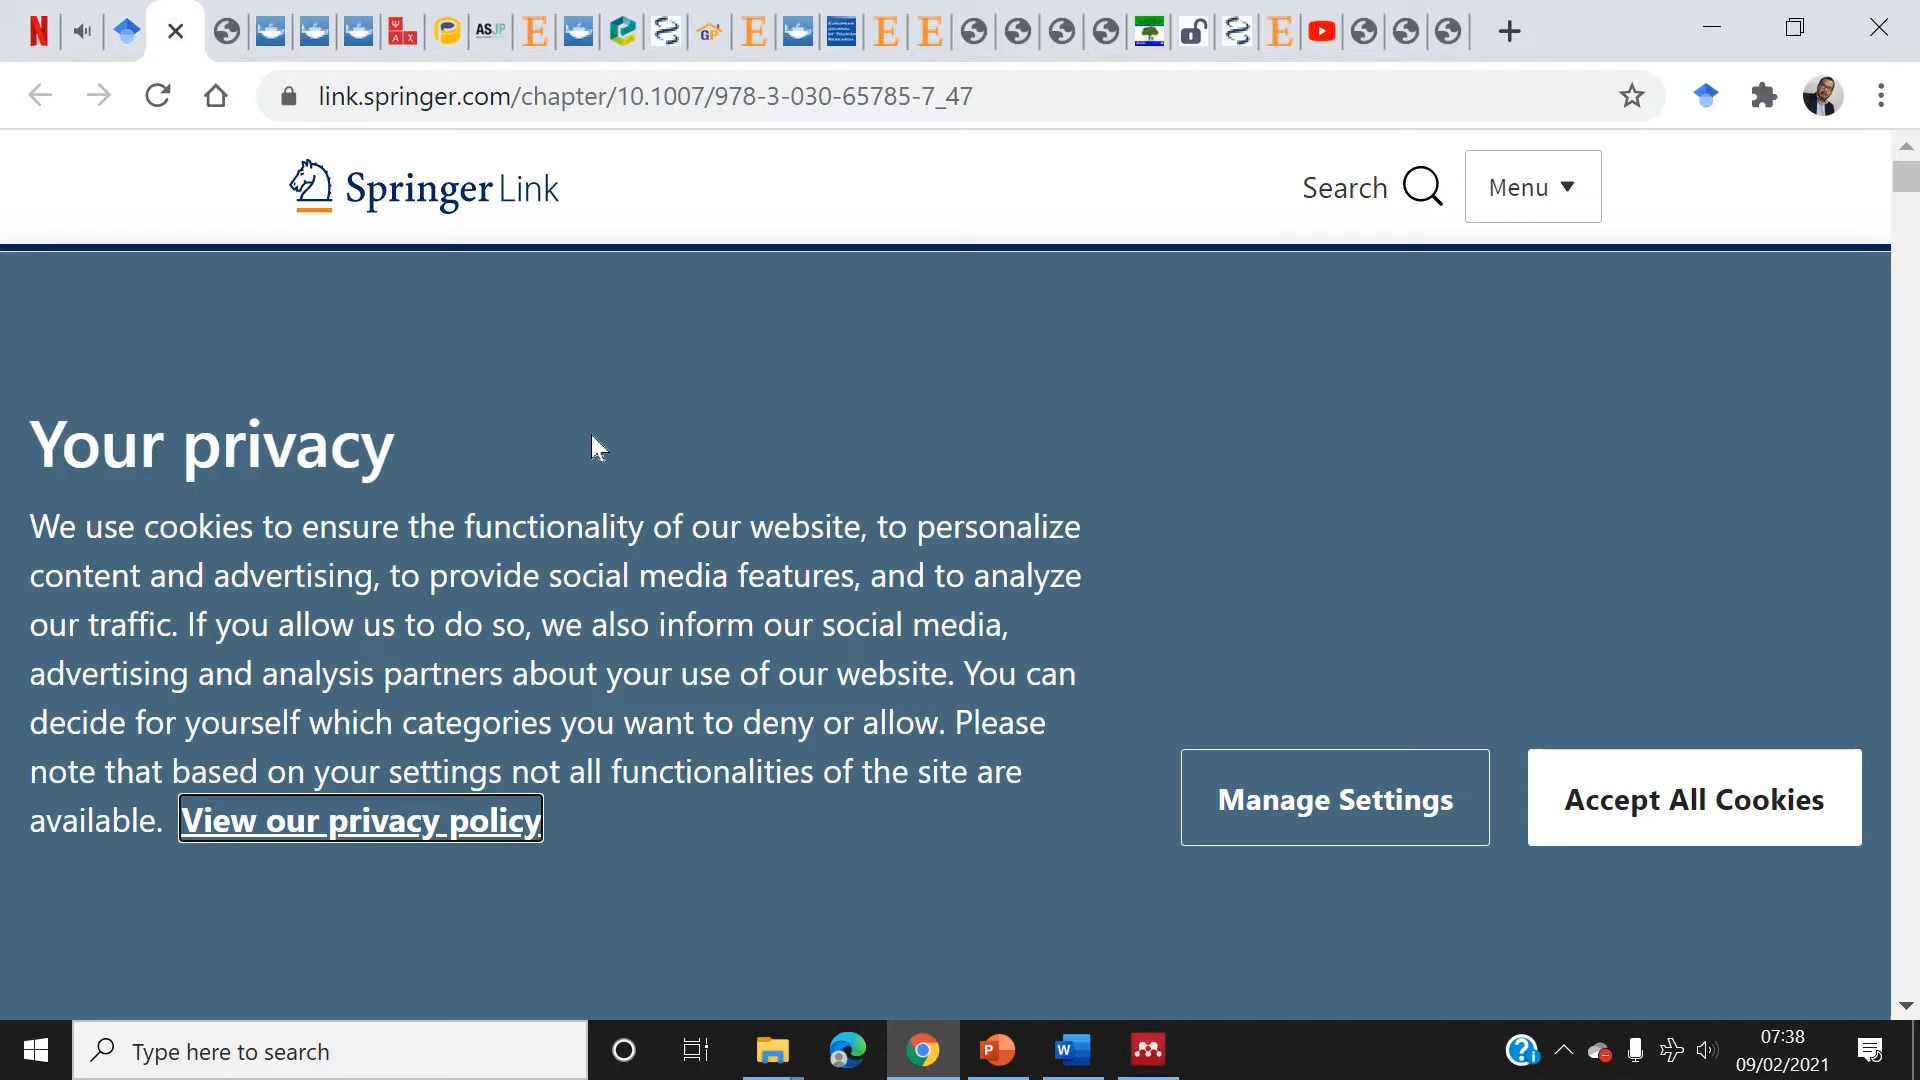 ASJP
link.springer.com/chapter/10.1007/978-3-030-65785-7_47
Springer Link
Search
Menu
Your privacy
We use cookies to ensure the functionality of our website, to personalize
content and advertising, to provide social media features, and to analyze
our traffic. If you allow us to do so, we also inform our social media,
advertising and analysis partners about your use of our website. You can
decide for yourself which categories you want to deny or allow. Please
note that based on your settings not all functionalities of the site are
available. View our privacy policy
Manage Settings
Accept All Cookies
Type here to search
07:38
09/02/2021